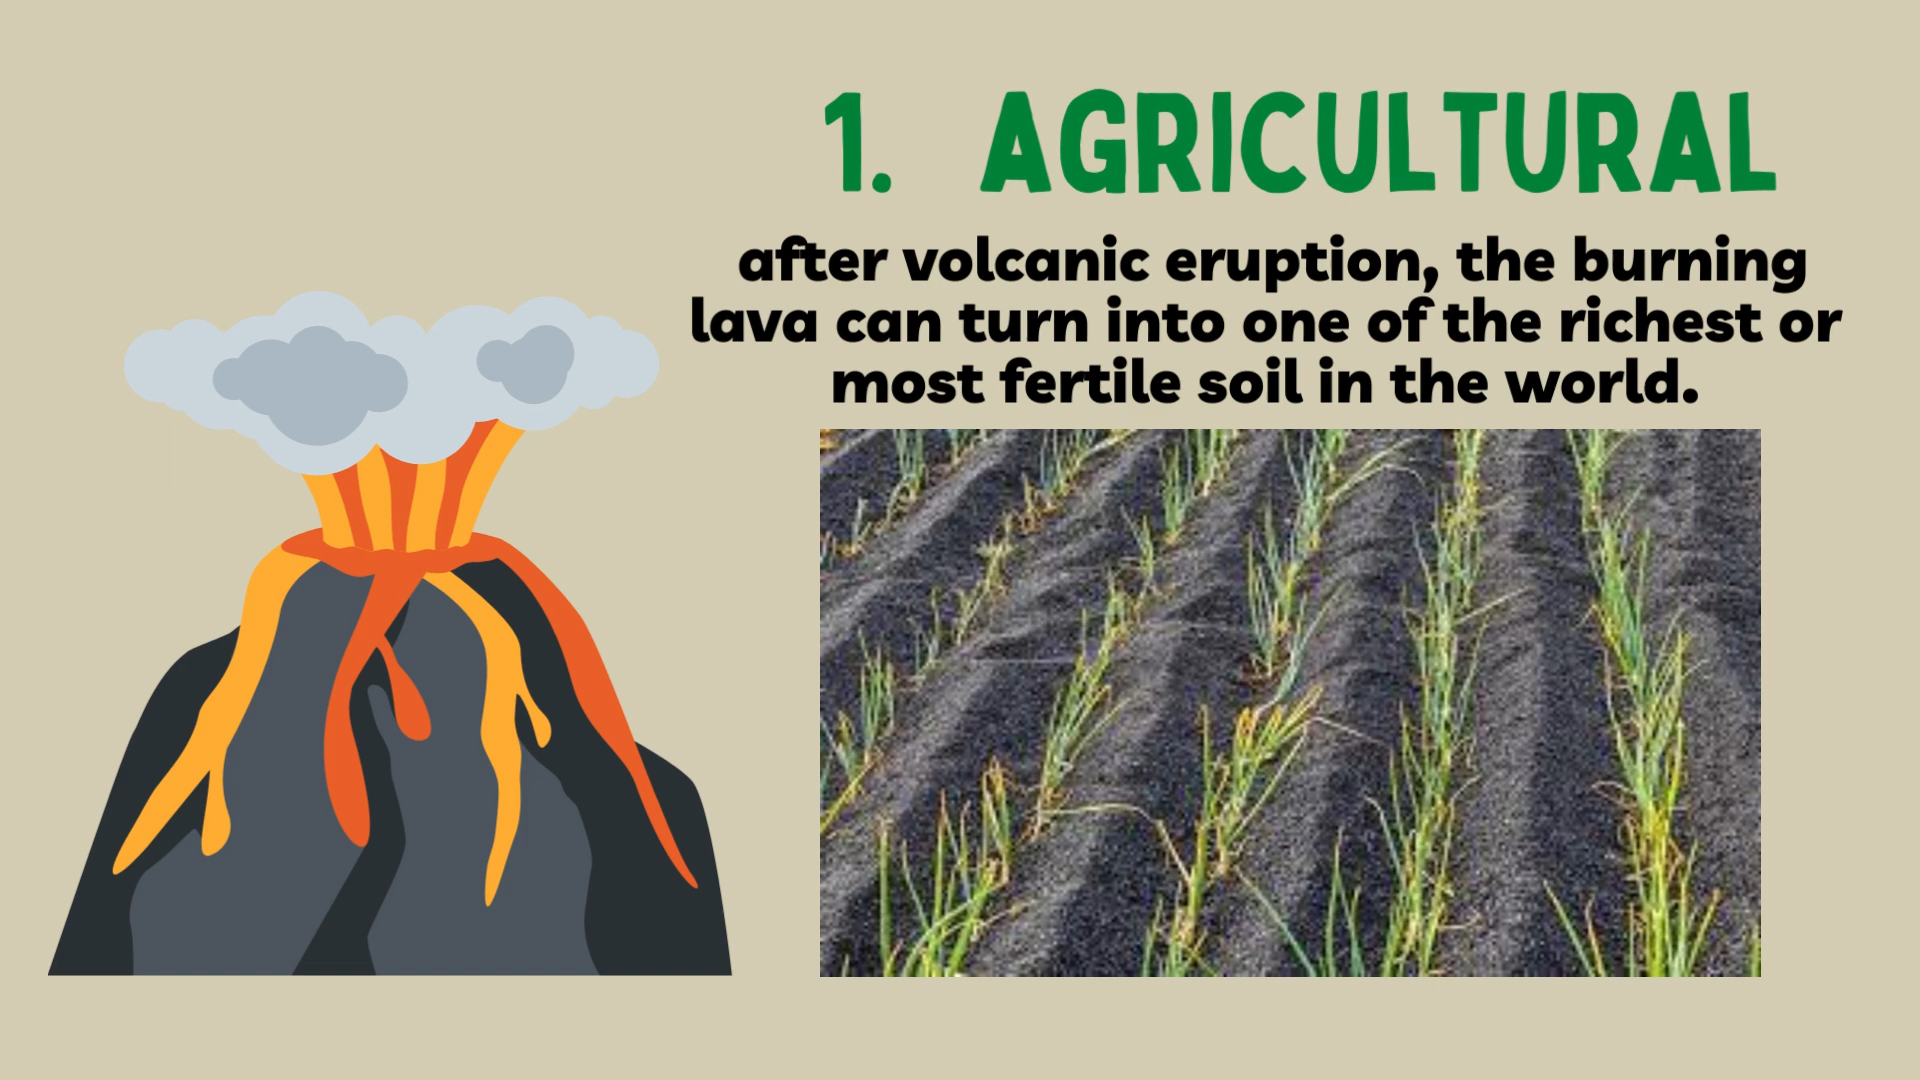 1. AGRICULTURAL
after volcanic eruption, the burning
lava can turn into one of the richest or
most fertile soil in the world.